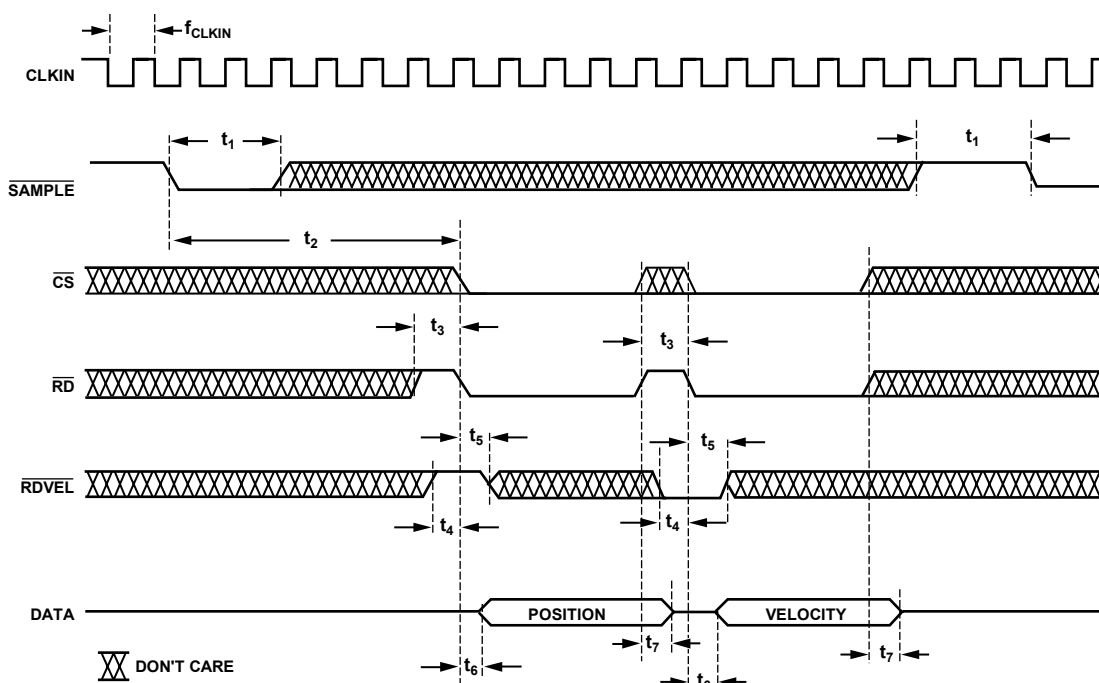 f_CLKIN
CLKIN
t₁
t₁
SAMPLE
t₂
CS
t₃
t₃
RD
t₅
t₅
RDVEL
t₄
t₄
DATA
POSITION
VELOCITY
t₆
t₇
t₇
DON'T CARE